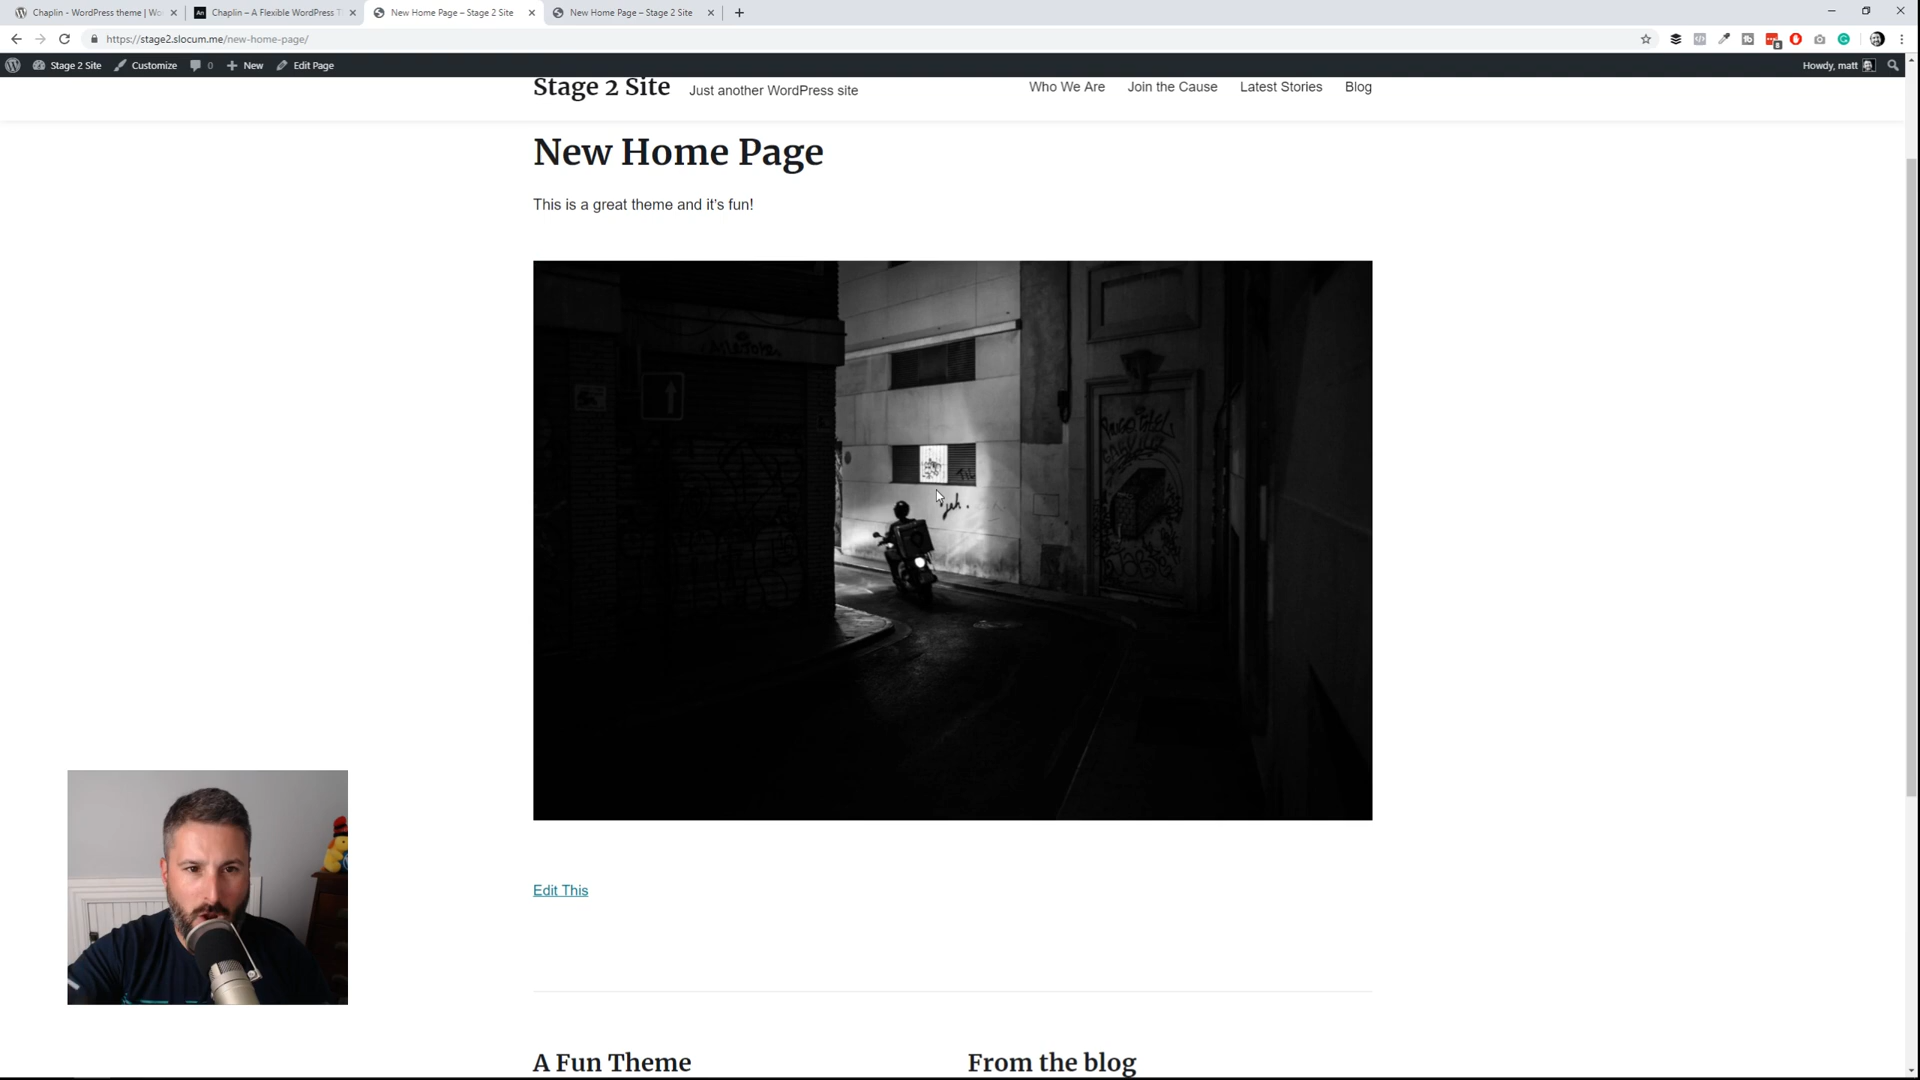 Chaplin - WordPress theme | Wo
Chaplin – A Flexible WordPress T
New Home Page – Stage 2 Site
New Home Page – Stage 2 Site
https://stage2.slocum.me/new-home-page/
Stage 2 Site
Customize
0
New
Edit Page
Howdy, matt
Stage 2 Site
Just another WordPress site
Who We Are
Join the Cause
Latest Stories
Blog
New Home Page
This is a great theme and it's fun!
Edit This
A Fun Theme
From the blog